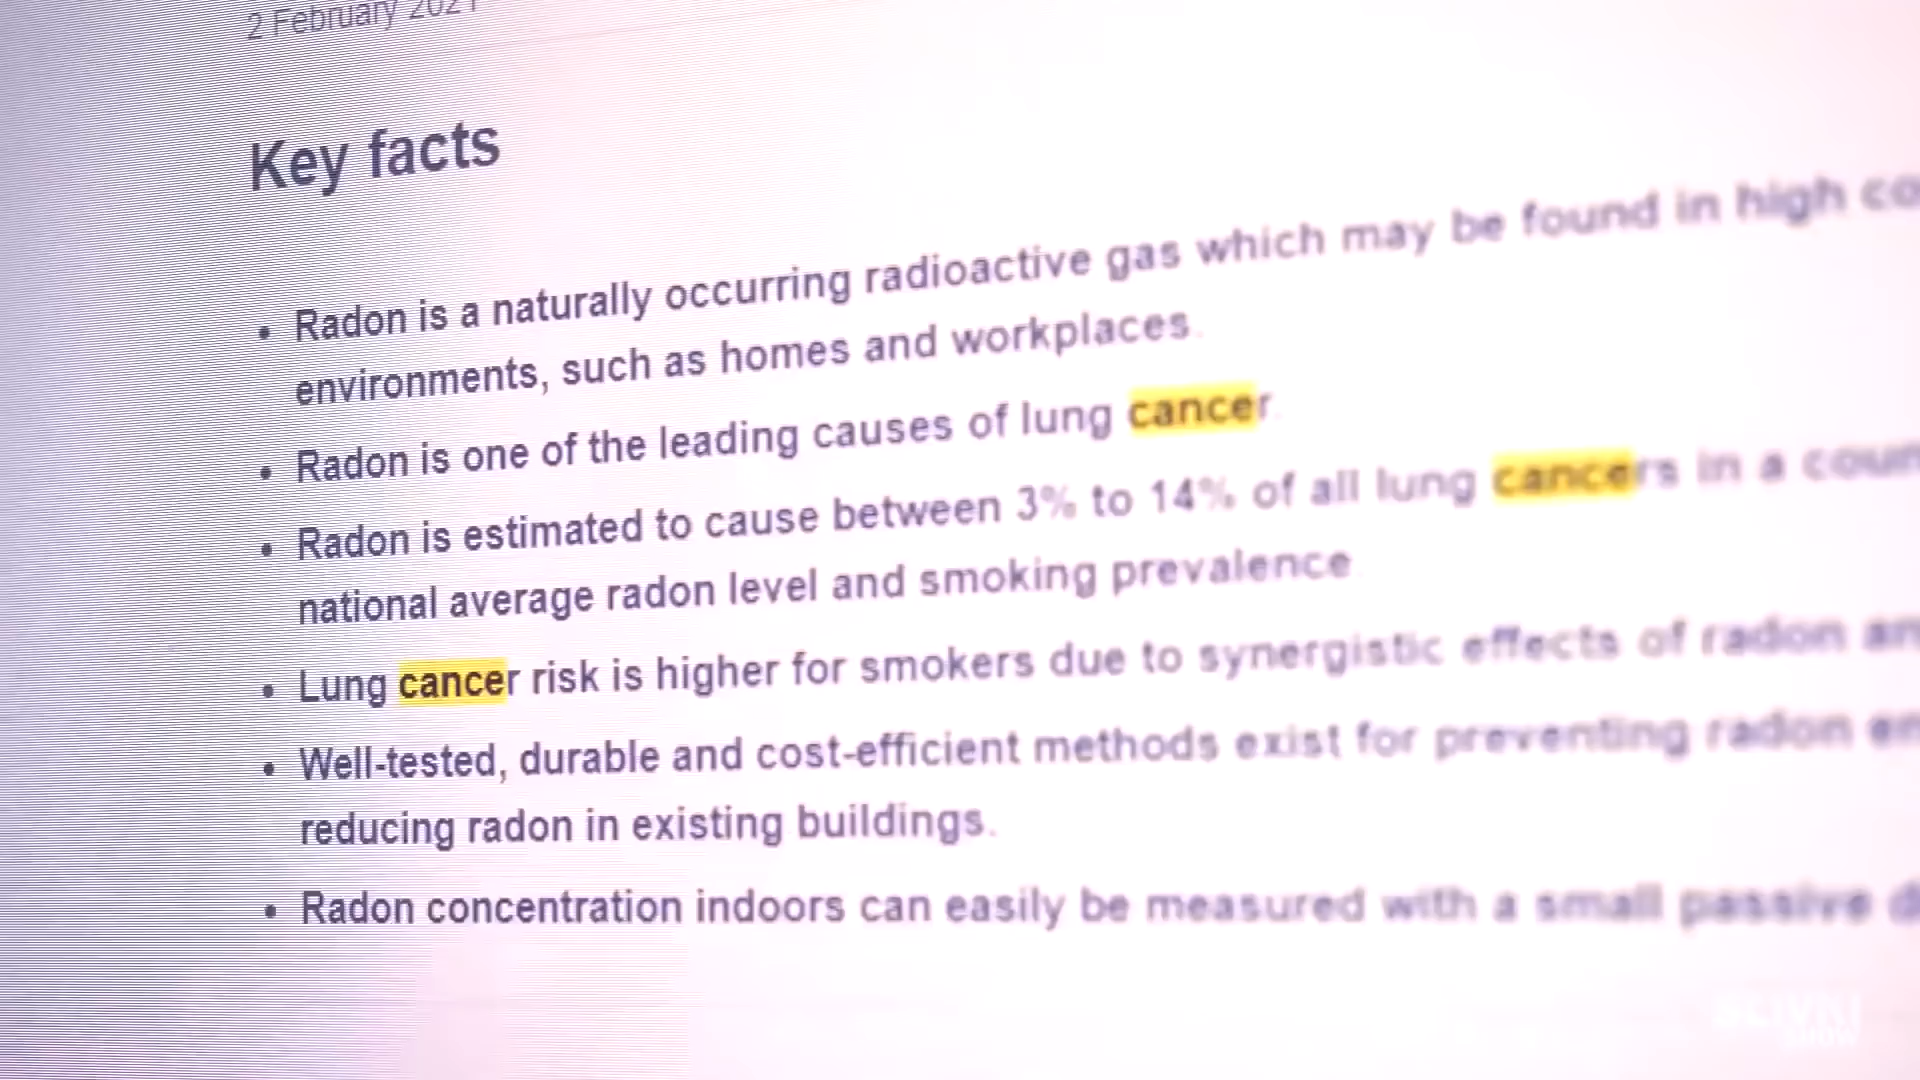 2 February 2021
Key facts
• Radon is a naturally occurring radioactive gas which may be found in high
environments, such as homes and workplaces.
• Radon is one of the leading causes of lung cancer.
• Radon is estimated to cause between 3% to 14% of all lung cancers in a
national average radon level and smoking prevalence
• Lung cancer risk is higher for smokers due to synergistic effects of radon
• Well-tested, durable and cost-efficient methods exist for preventing radon
reducing radon in existing buildings.
• Radon concentration indoors can easily be measured with a small passive
SLIVKI
SHOW